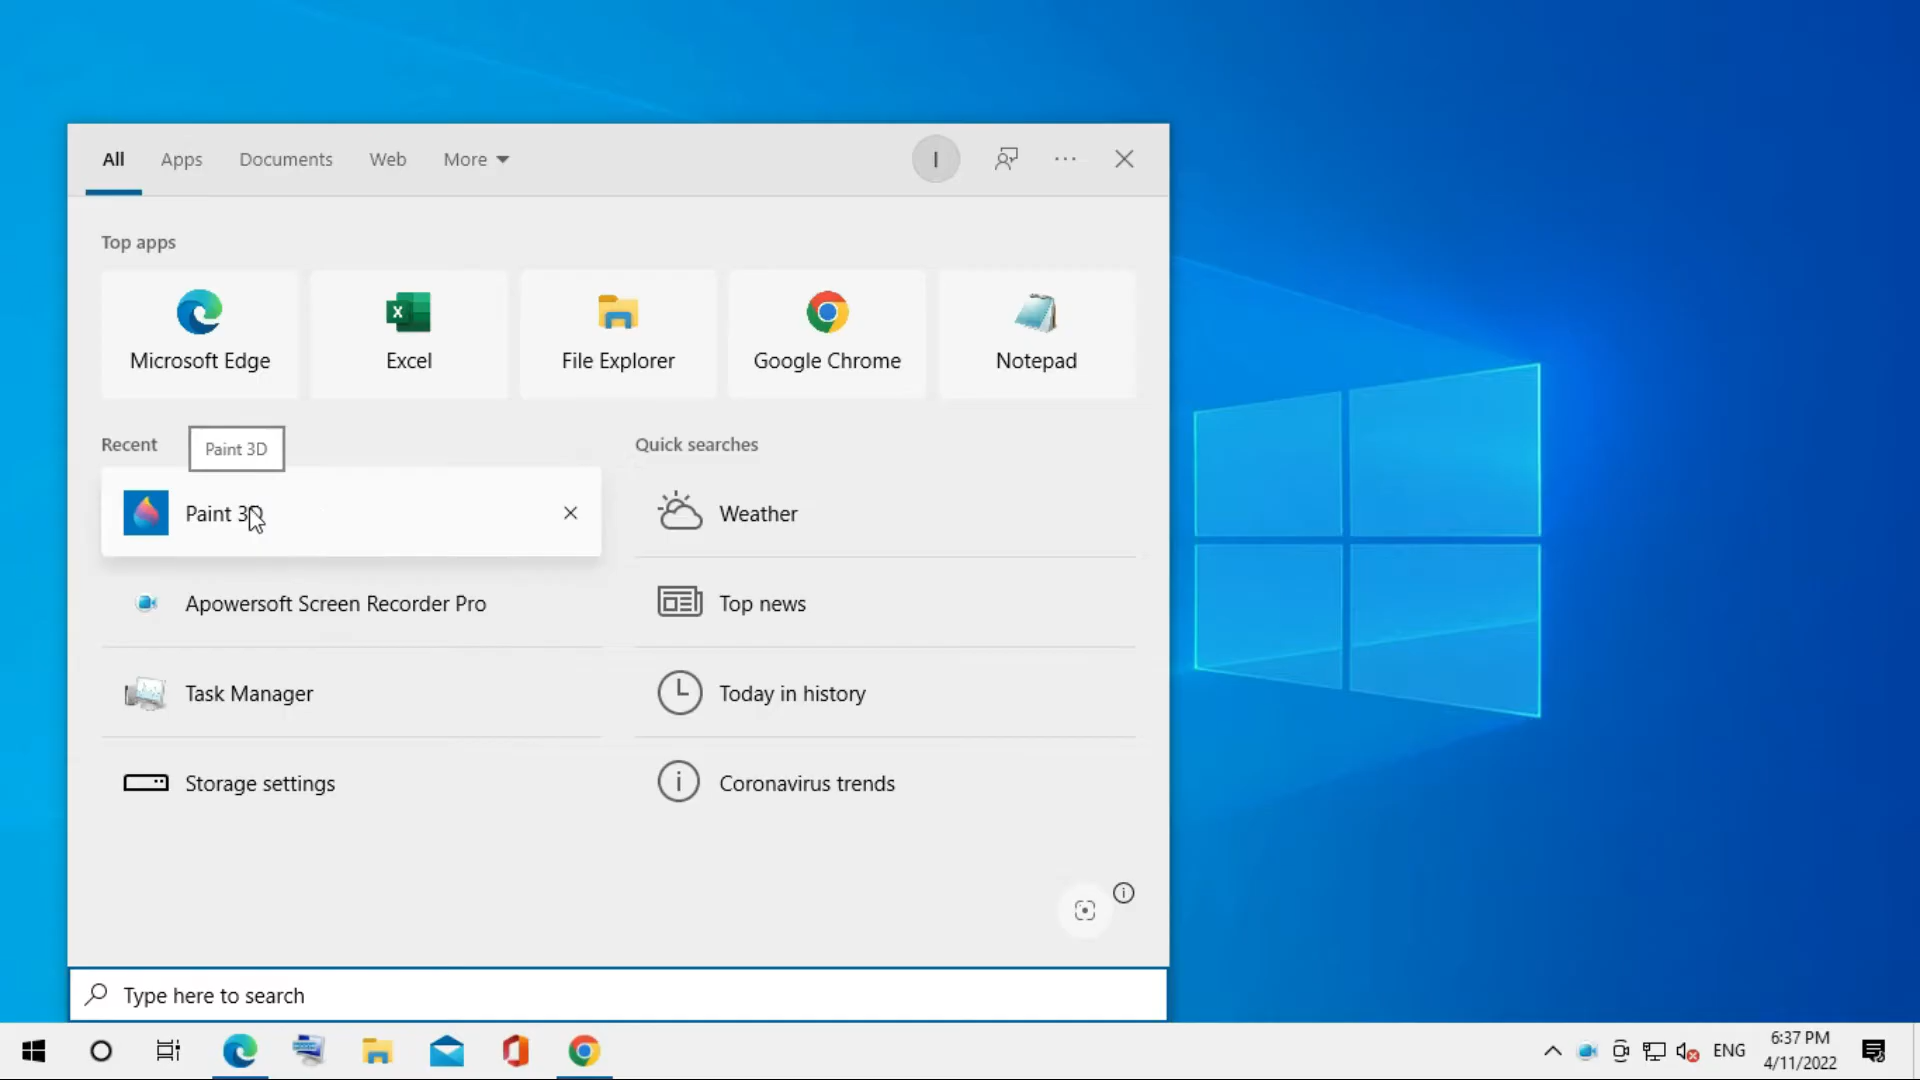 All Apps Documents Web More I
Top apps
Microsoft Edge Excel File Explorer Google Chrome Notepad
Recent Paint 3D Quick searches
Paint 3D Weather
Apowersoft Screen Recorder Pro Top news
Task Manager Today in history
Storage settings Coronavirus trends
Type here to search
ENG 6:37 PM
4/11/2022